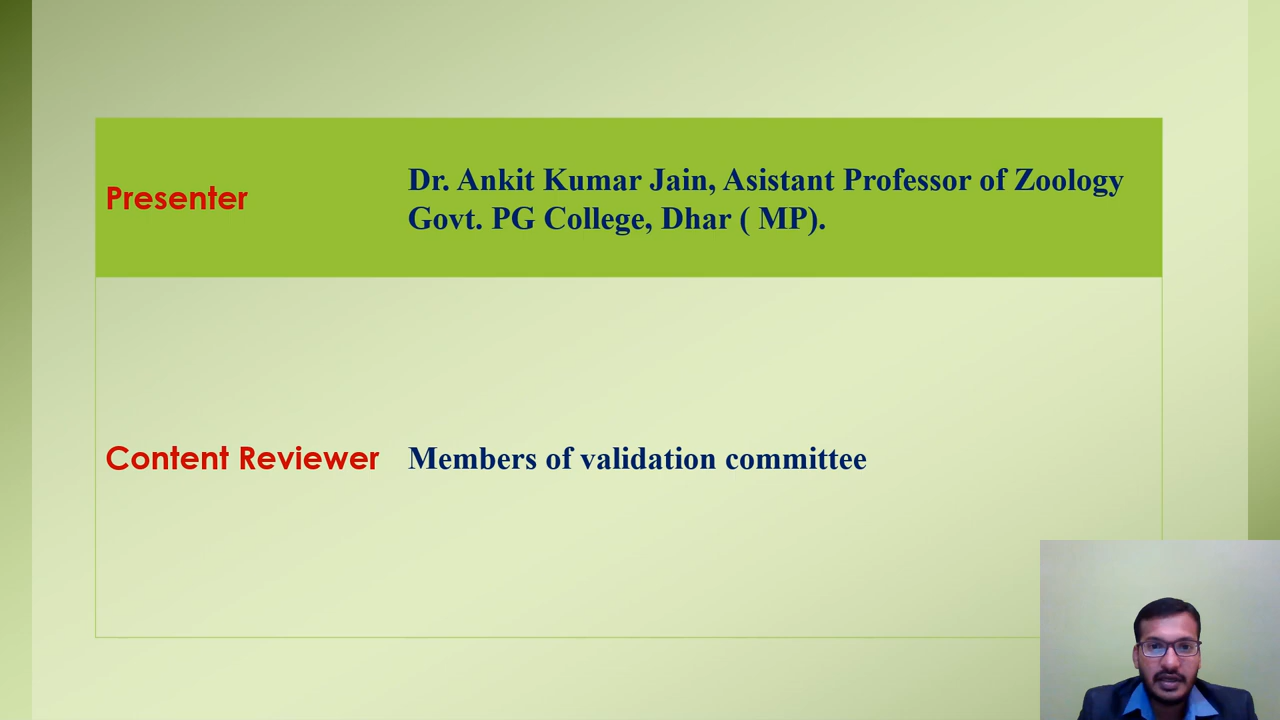 Presenter
Dr. Ankit Kumar Jain, Asistant Professor of Zoology
Govt. PG College, Dhar ( MP).
Content Reviewer
Members of validation committee